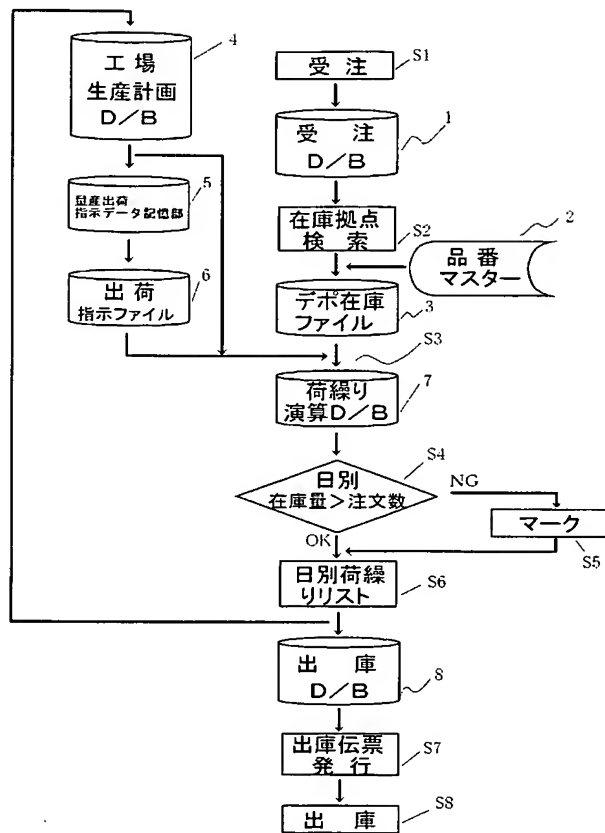 4
工場
生産計画
D/B
5
量産出荷
指示データ記憶部
6
出荷
指示ファイル
受注
S1
受注
D/B
1
在庫拠点
検索
S2
2
品番
マスター
デポ在庫
ファイル
3
S3
荷繰り
演算D/B
7
S4
日別
在庫量>注文数
NG
OK
マーク
S5
日別荷繰
りリスト
S6
出庫
D/B
8
出庫伝票
発行
S7
出庫
S8